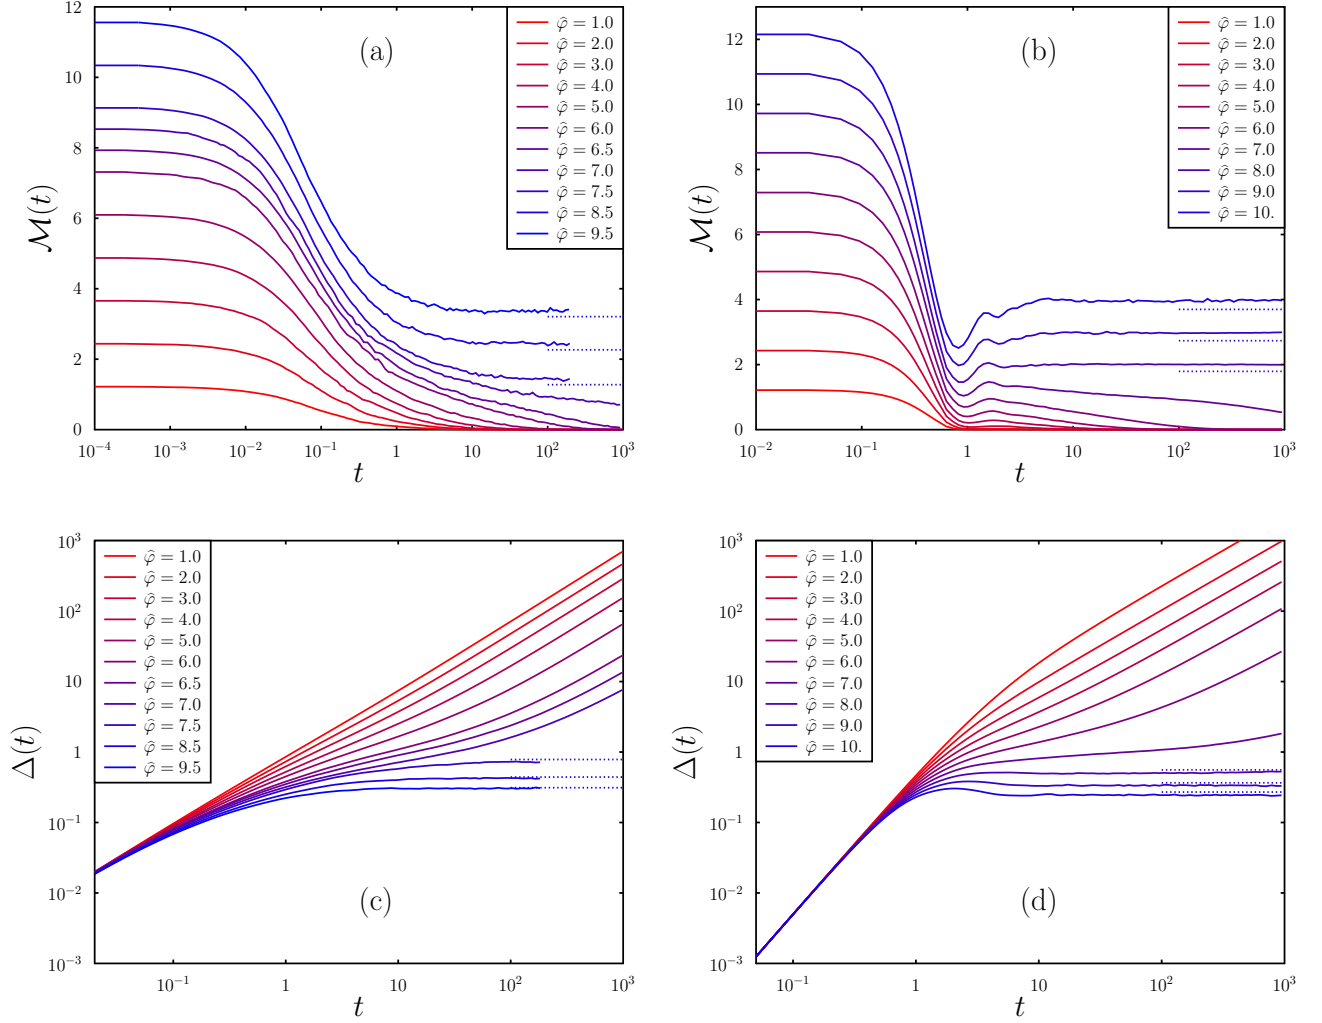 12
10
8
6
4
2
0
10⁻⁴
10⁻³
10⁻²
10⁻¹
1
10
10²
10³
ℳ(t)
t
(a)
φ̂ = 1.0
φ̂ = 2.0
φ̂ = 3.0
φ̂ = 4.0
φ̂ = 5.0
φ̂ = 6.0
φ̂ = 6.5
φ̂ = 7.0
φ̂ = 7.5
φ̂ = 8.5
φ̂ = 9.5
12
10
8
6
4
2
0
10⁻²
10⁻¹
1
10
10²
10³
ℳ(t)
t
(b)
φ̂ = 1.0
φ̂ = 2.0
φ̂ = 3.0
φ̂ = 4.0
φ̂ = 5.0
φ̂ = 6.0
φ̂ = 7.0
φ̂ = 8.0
φ̂ = 9.0
φ̂ = 10.
10³
10²
10
1
10⁻¹
10⁻²
10⁻³
10⁻¹
1
10
10²
10³
Δ(t)
t
(c)
φ̂ = 1.0
φ̂ = 2.0
φ̂ = 3.0
φ̂ = 4.0
φ̂ = 5.0
φ̂ = 6.0
φ̂ = 6.5
φ̂ = 7.0
φ̂ = 7.5
φ̂ = 8.5
φ̂ = 9.5
10³
10²
10
1
10⁻¹
10⁻²
10⁻³
10⁻¹
1
10
10²
10³
Δ(t)
t
(d)
φ̂ = 1.0
φ̂ = 2.0
φ̂ = 3.0
φ̂ = 4.0
φ̂ = 5.0
φ̂ = 6.0
φ̂ = 7.0
φ̂ = 8.0
φ̂ = 9.0
φ̂ = 10.